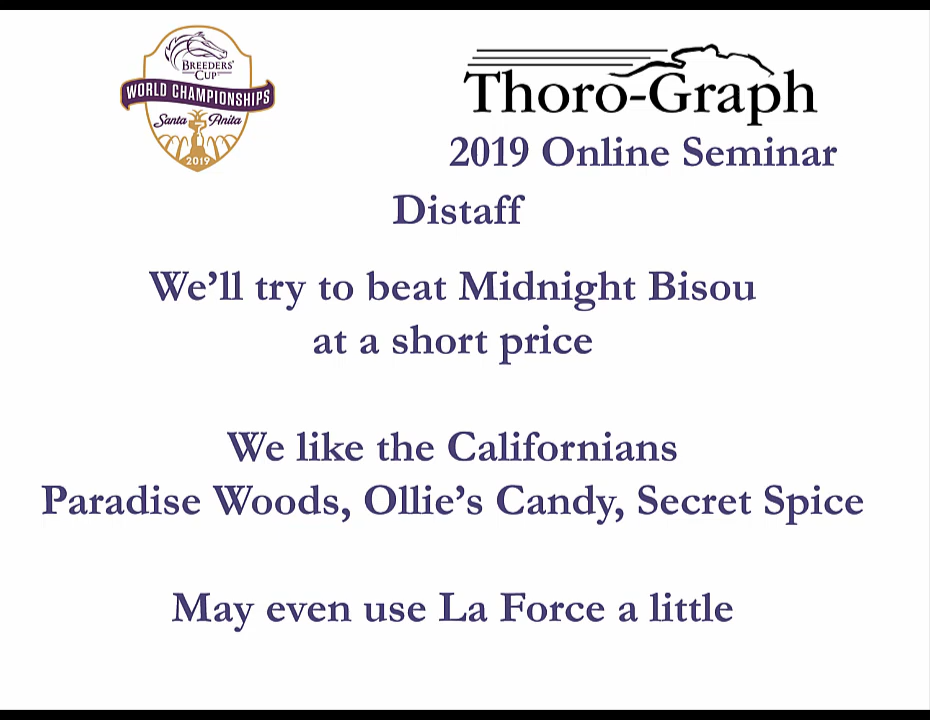 BREEDERS'
CUP
WORLD CHAMPIONSHIPS
Santa Anita
2019
Thoro-Graph
2019 Online Seminar
Distaff
We'll try to beat Midnight Bisou
at a short price
We like the Californians
Paradise Woods, Ollie's Candy, Secret Spice
May even use La Force a little